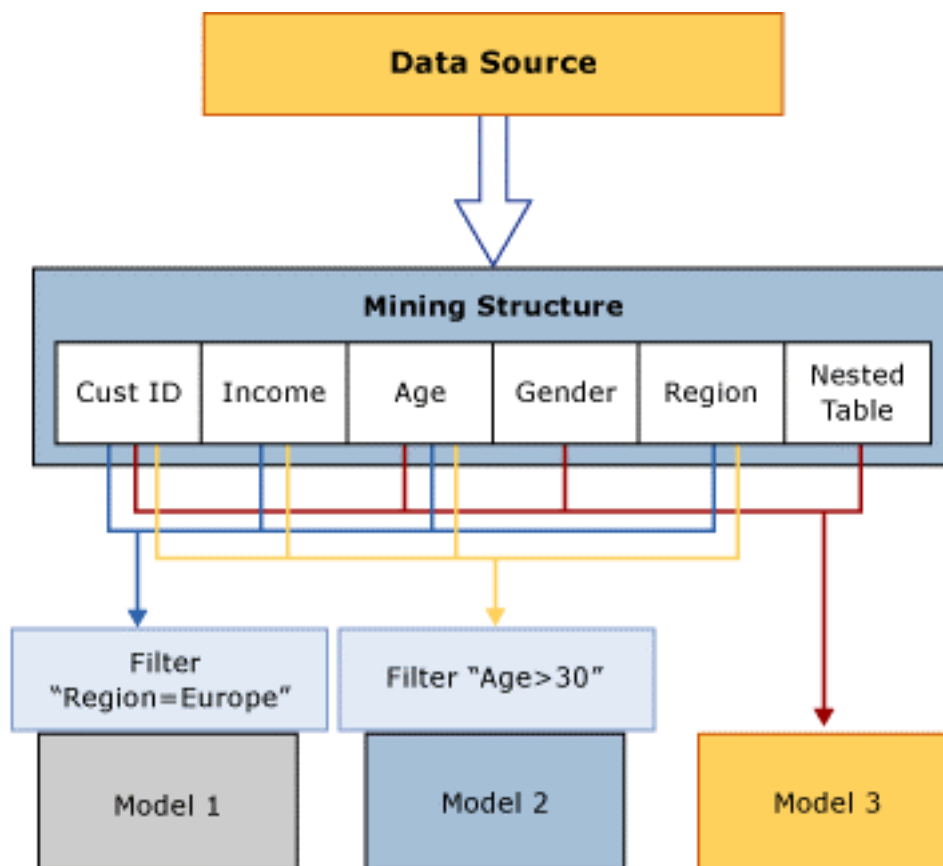 Data Source
Mining Structure
Cust ID
Income
Age
Gender
Region
Nested
Table
Filter
“Region=Europe”
Filter “Age>30”
Model 1
Model 2
Model 3